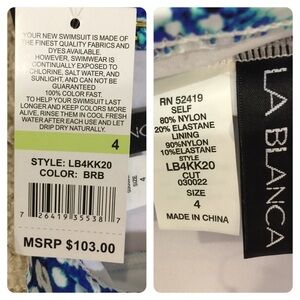 YOUR NEW SWIMSUIT IS MADE OF
THE FINEST QUALITY FABRICS AND
DYES AVAILABLE.
HOWEVER, SWIMWEAR IS
CONTINUALLY EXPOSED TO
CHLORINE, SALT WATER, AND
SUNLIGHT, AND CAN NOT BE
GUARANTEED
100% COLOR FAST.
TO HELP YOUR SWIMSUIT LAST
LONGER AND KEEP COLORS MORE
ALIVE, RINSE THEM IN COOL FRESH
WATER AFTER EACH USE AND LET
DRIP DRY NATURALLY.
4
STYLE: LB4KK20
COLOR: BRB
7 26419 35538 7
MSRP $103.00
4
RN 52419
SELF
80% NYLON
20% ELASTANE
LINING
90%NYLON
10%ELASTANE
STYLE
LB4KK20
CUT
030022
SIZE
4
MADE IN CHINA
LA BLANCA
4